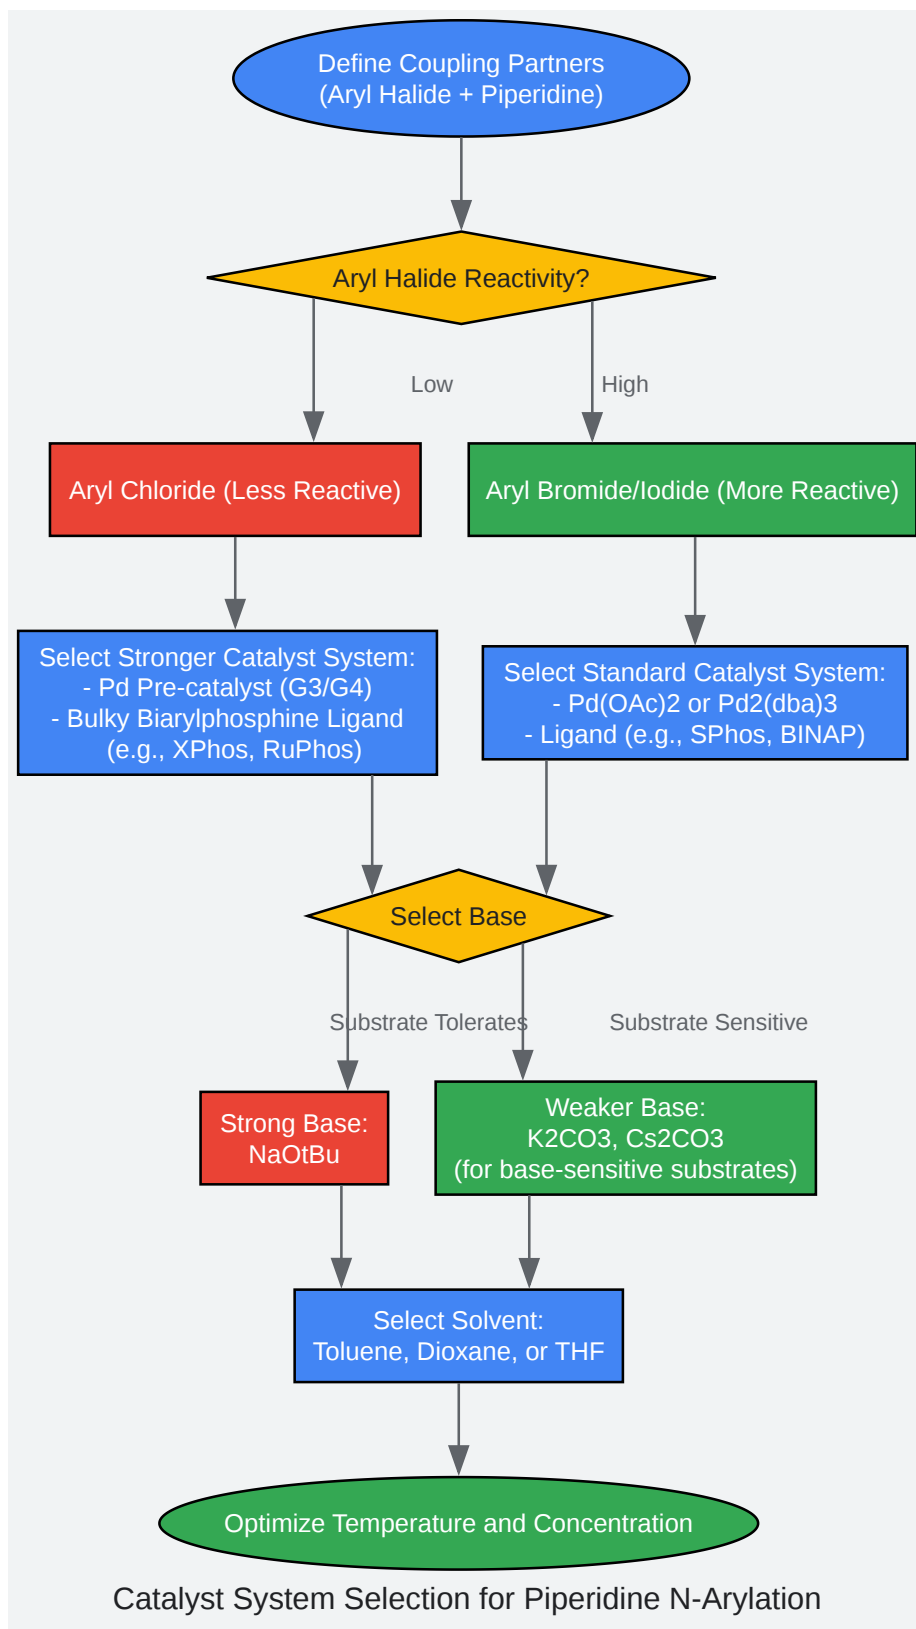 Define Coupling Partners
(Aryl Halide + Piperidine)
Aryl Halide Reactivity?
Low
High
Aryl Chloride (Less Reactive)
Aryl Bromide/Iodide (More Reactive)
Select Stronger Catalyst System:
- Pd Pre-catalyst (G3/G4)
- Bulky Biarylphosphine Ligand
(e.g., XPhos, RuPhos)
Select Standard Catalyst System:
- Pd(OAc)2 or Pd2(dba)3
- Ligand (e.g., SPhos, BINAP)
Select Base
Substrate Tolerates
Substrate Sensitive
Strong Base:
NaOtBu
Weaker Base:
K2CO3, Cs2CO3
(for base-sensitive substrates)
Select Solvent:
Toluene, Dioxane, or THF
Optimize Temperature and Concentration
Catalyst System Selection for Piperidine N-Arylation